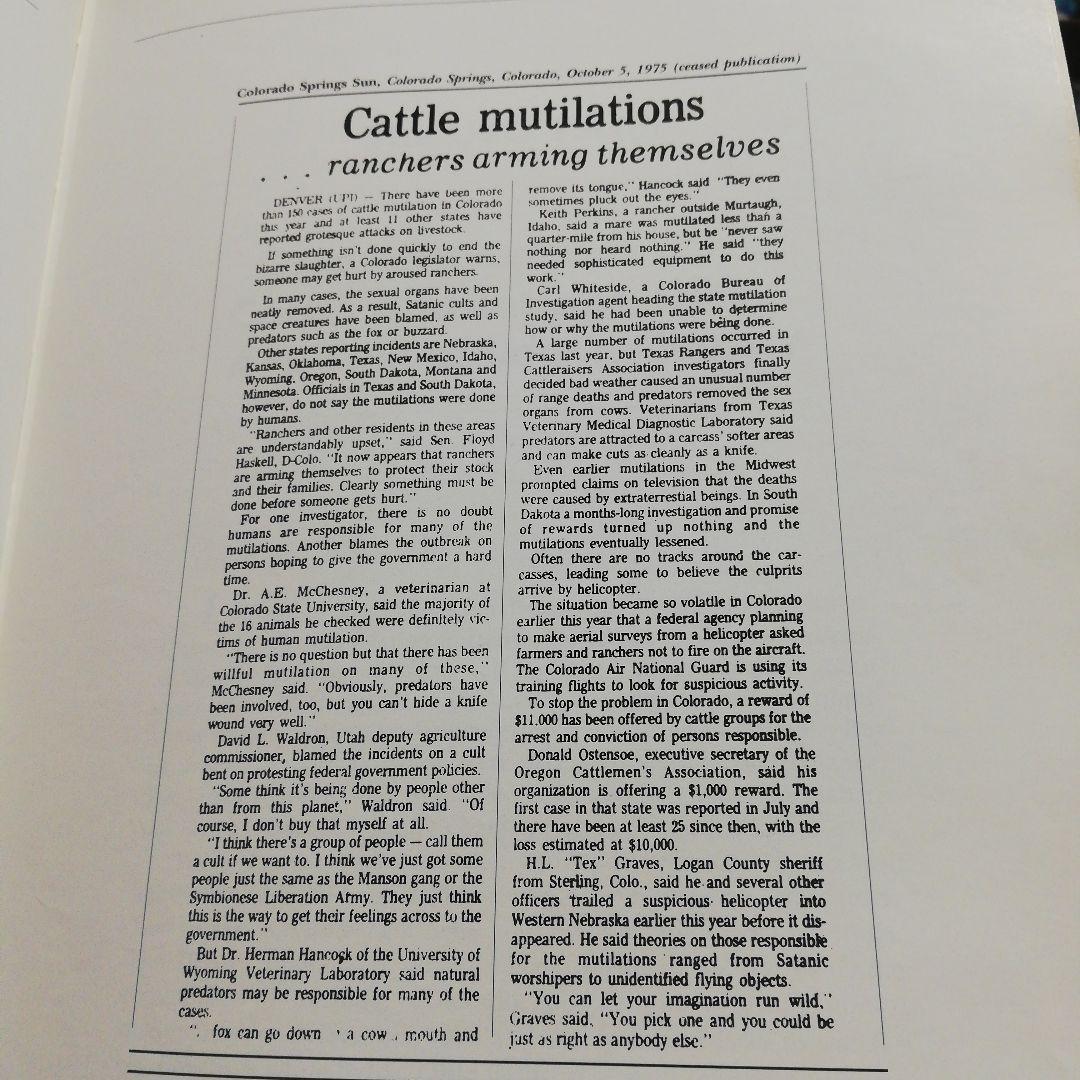 Colorado Springs Sun, Colorado Springs, Colorado, October 5, 1975 (ceased publication)
Cattle mutilations
. . . ranchers arming themselves
DENVER (UPI) — There have been more
than 150 cases of cattle mutilation in Colorado
this year and at least 11 other states have
reported grotesque attacks on livestock.
If something isn't done quickly to end the
bizarre slaughter, a Colorado legislator warns,
someone may get hurt by aroused ranchers.
In many cases, the sexual organs have been
neatly removed. As a result, Satanic cults and
space creatures have been blamed, as well as
predators such as the fox or buzzard.
Other states reporting incidents are Nebraska,
Kansas, Oklahoma, Texas, New Mexico, Idaho,
Wyoming, Oregon, South Dakota, Montana and
Minnesota. Officials in Texas and South Dakota,
however, do not say the mutilations were done
by humans.
"Ranchers and other residents in these areas
are understandably upset," said Sen. Floyd
Haskell, D-Colo. "It now appears that ranchers
are arming themselves to protect their stock
and their families. Clearly something must be
done before someone gets hurt."
For one investigator, there is no doubt
humans are responsible for many of the
mutilations. Another blames the outbreak on
persons hoping to give the government a hard
time.
Dr. A.E. McChesney, a veterinarian at
Colorado State University, said the majority of
the 16 animals he checked were definitely vic-
tims of human mutilation.
"There is no question but that there has been
willful mutilation on many of these,"
McChesney said. "Obviously, predators have
been involved, too, but you can't hide a knife
wound very well."
David L. Waldron, Utah deputy agriculture
commissioner, blamed the incidents on a cult
bent on protesting federal government policies.
"Some think it's being done by people other
than from this planet," Waldron said. "Of
course, I don't buy that myself at all.
"I think there's a group of people — call them
a cult if we want to. I think we've just got some
people just the same as the Manson gang or the
Symbionese Liberation Army. They just think
this is the way to get their feelings across to the
government."
But Dr. Herman Hancock of the University of
Wyoming Veterinary Laboratory said natural
predators may be responsible for many of the
cases.
fox can go down a cow mouth and
remove its tongue," Hancock said "They even
sometimes pluck out the eyes."
Keith Perkins, a rancher outside Murtaugh,
Idaho, said a mare was mutilated less than a
quarter-mile from his house, but he "never saw
nothing nor heard nothing." He said "they
needed sophisticated equipment to do this
work."
Carl Whiteside, a Colorado Bureau of
Investigation agent heading the state mutilation
study, said he had been unable to determine
how or why the mutilations were being done.
A large number of mutilations occurred in
Texas last year, but Texas Rangers and Texas
Cattleraisers Association investigators finally
decided bad weather caused an unusual number
of range deaths and predators removed the sex
organs from cows. Veterinarians from Texas
Veterinary Medical Diagnostic Laboratory said
predators are attracted to a carcass' softer areas
and can make cuts as cleanly as a knife.
Even earlier mutilations in the Midwest
prompted claims on television that the deaths
were caused by extraterrestial beings. In South
Dakota a months-long investigation and promise
of rewards turned up nothing and the
mutilations eventually lessened.
Often there are no tracks around the car-
casses, leading some to believe the culprits
arrive by helicopter.
The situation became so volatile in Colorado
earlier this year that a federal agency planning
to make aerial surveys from a helicopter asked
farmers and ranchers not to fire on the aircraft.
The Colorado Air National Guard is using its
training flights to look for suspicious activity.
To stop the problem in Colorado, a reward of
$11,000 has been offered by cattle groups for the
arrest and conviction of persons responsible.
Donald Ostensoe, executive secretary of the
Oregon Cattlemen's Association, said his
organization is offering a $1,000 reward. The
first case in that state was reported in July and
there have been at least 25 since then, with the
loss estimated at $10,000.
H.L. "Tex" Graves, Logan County sheriff
from Sterling, Colo., said he and several other
officers trailed a suspicious helicopter into
Western Nebraska earlier this year before it dis-
appeared. He said theories on those responsible
for the mutilations ranged from Satanic
worshipers to unidentified flying objects.
"You can let your imagination run wild,"
Graves said, "You pick one and you could be
just as right as anybody else."